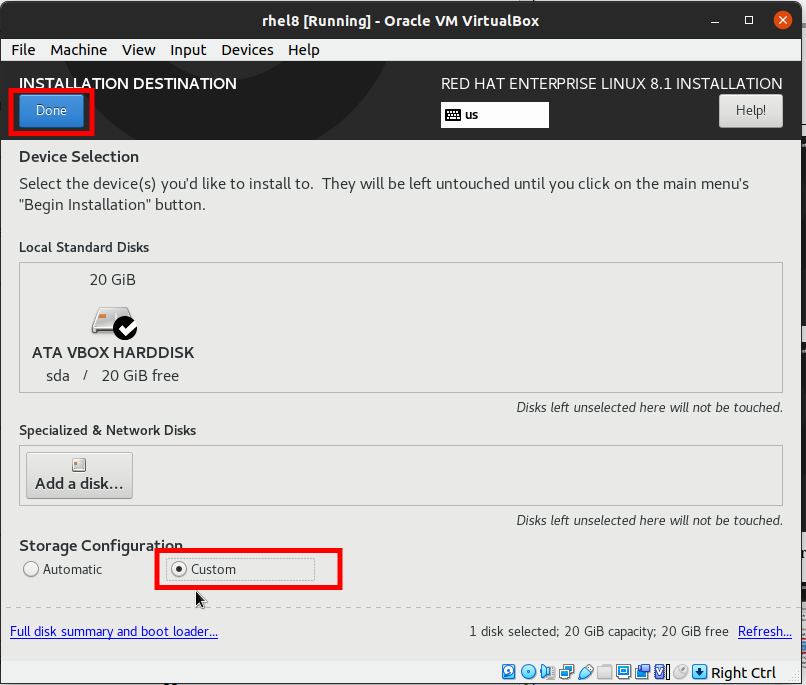 rhel8 [Running] - Oracle VM VirtualBox
File Machine View Input Devices Help
INSTALLATION DESTINATION
RED HAT ENTERPRISE LINUX 8.1 INSTALLATION
Done
us
Help!
Device Selection
Select the device(s) you'd like to install to.  They will be left untouched until you click on the main menu's
"Begin Installation" button.
Local Standard Disks
20 GiB
ATA VBOX HARDDISK
sda / 20 GiB free
Disks left unselected here will not be touched.
Specialized & Network Disks
Add a disk...
Disks left unselected here will not be touched.
Storage Configuration
Automatic
Custom
Full disk summary and boot loader...
1 disk selected; 20 GiB capacity; 20 GiB free
Refresh...
Right Ctrl